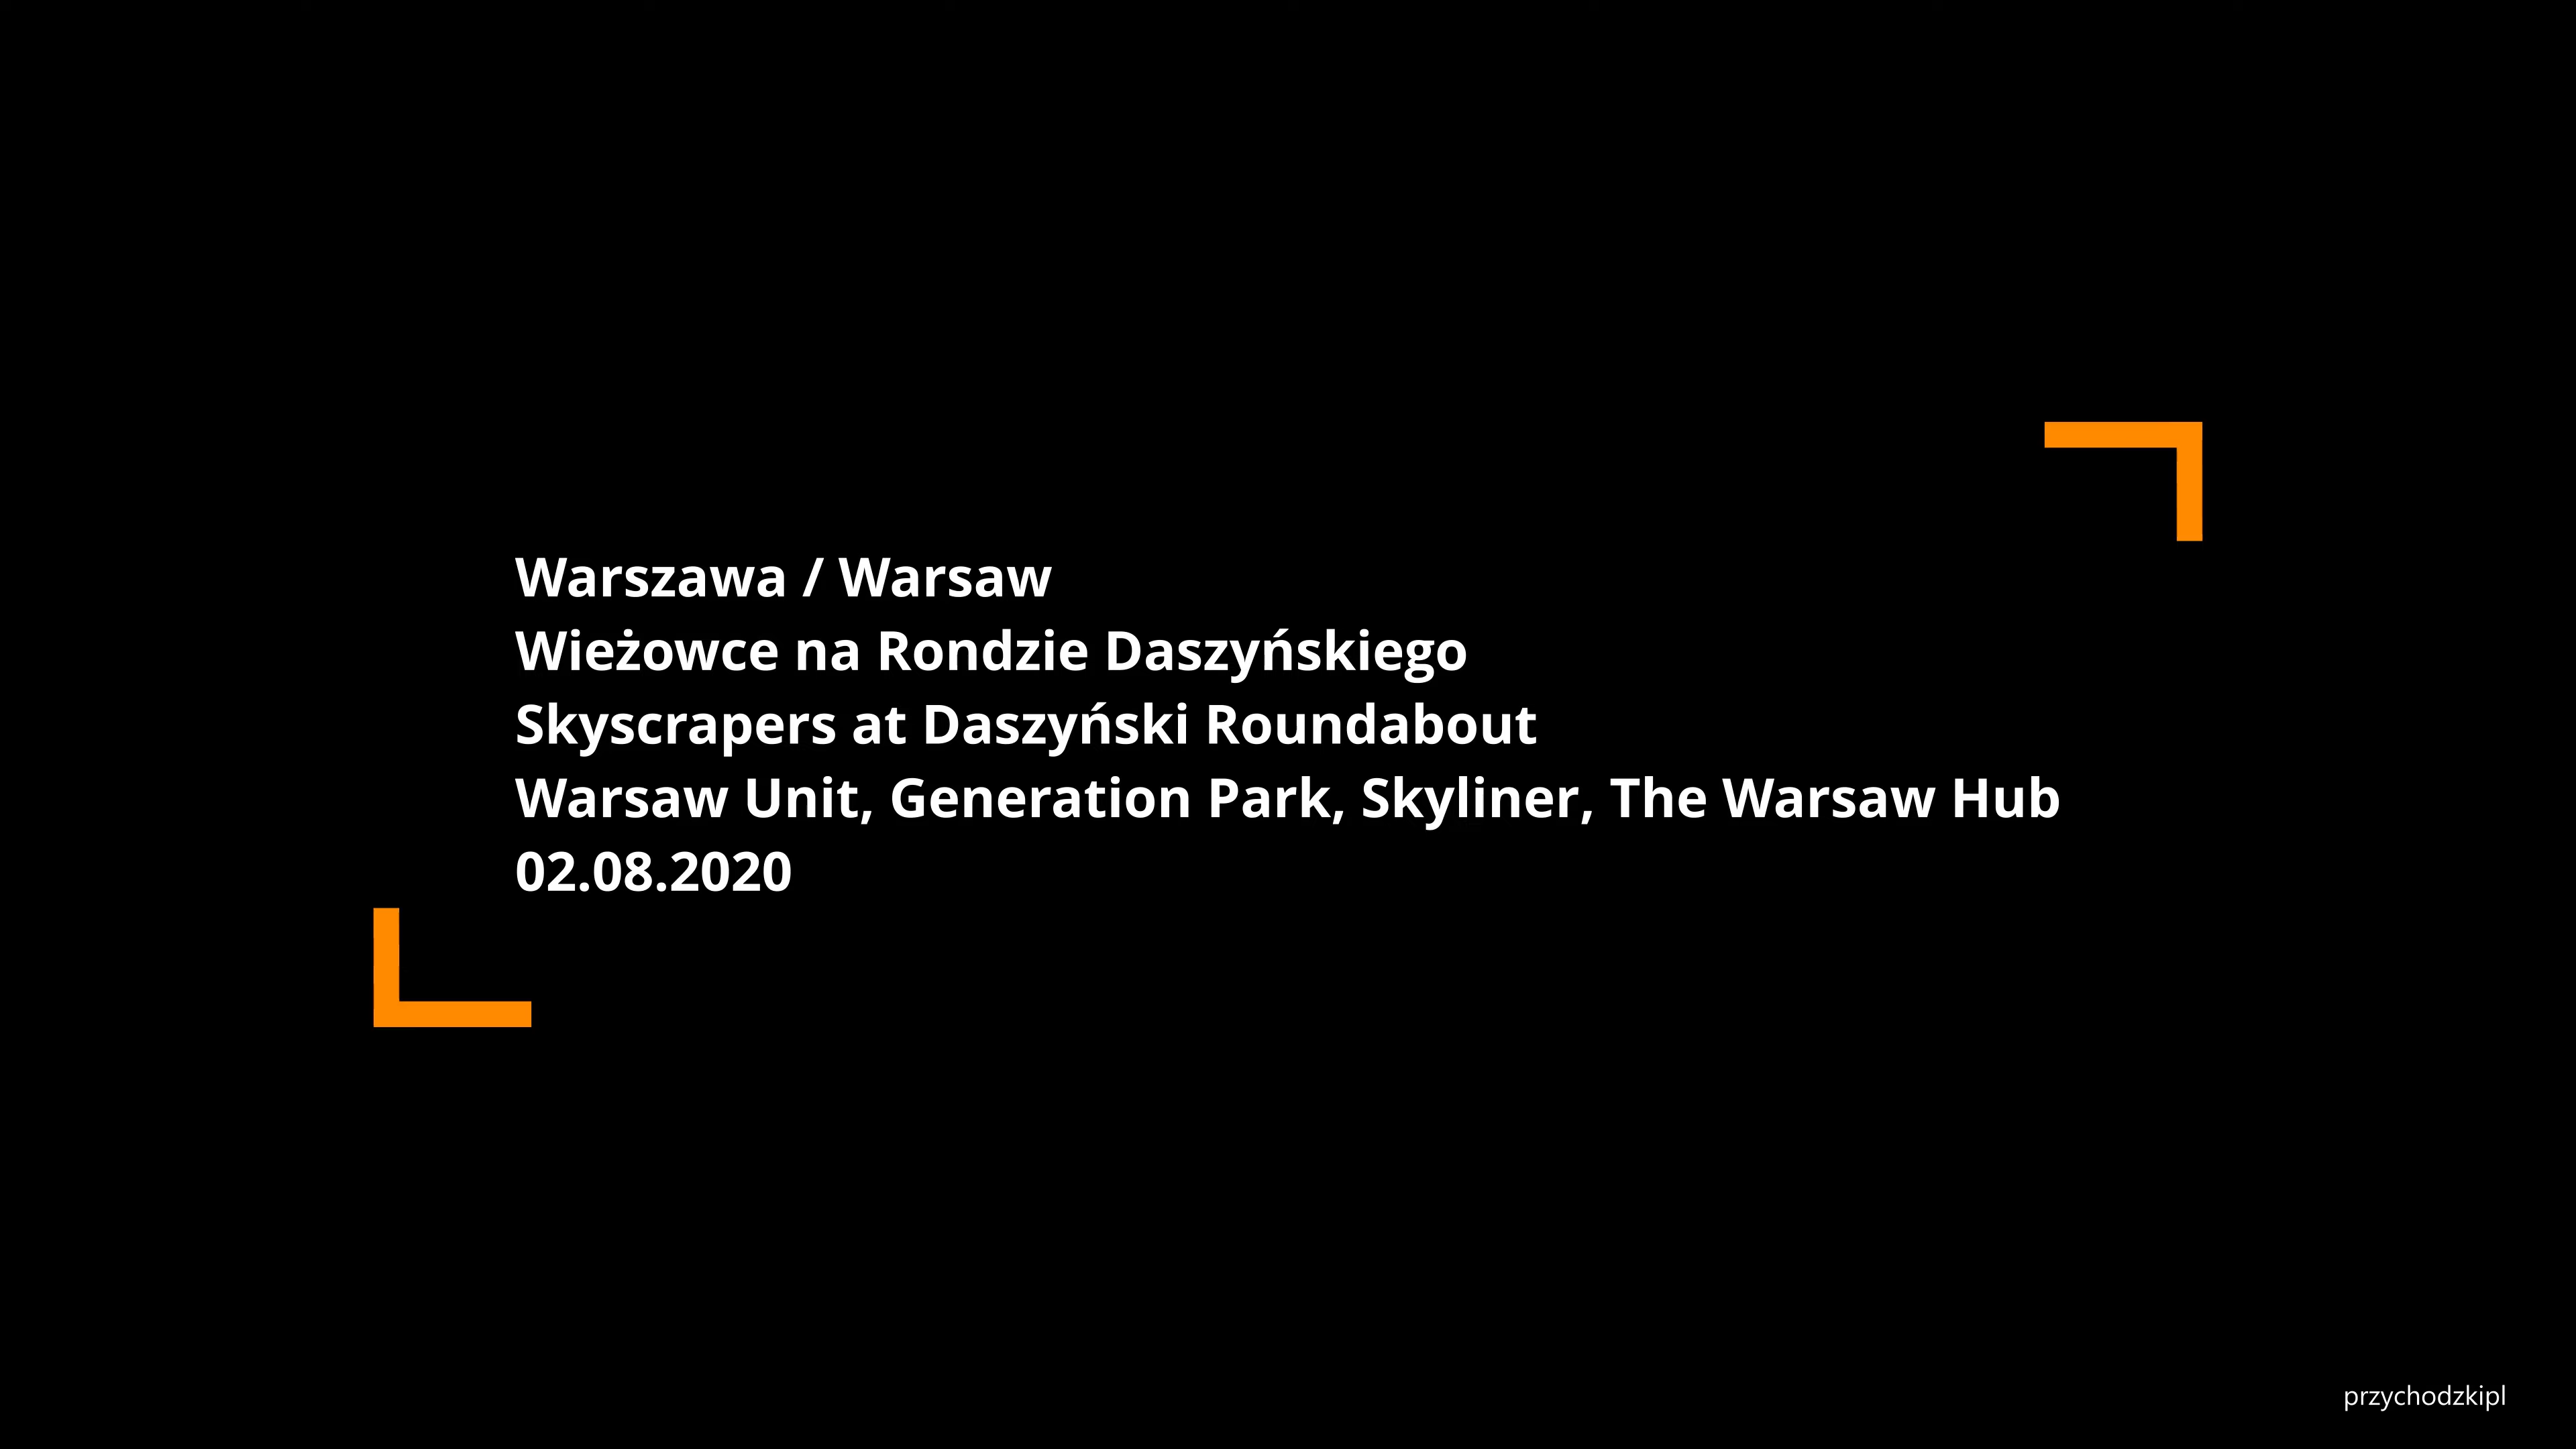 Warszawa / Warsaw
Wieżowce na Rondzie Daszyńskiego
Skyscrapers at Daszyński Roundabout
Warsaw Unit, Generation Park, Skyliner, The Warsaw Hub
02.08.2020
przychodzkipl